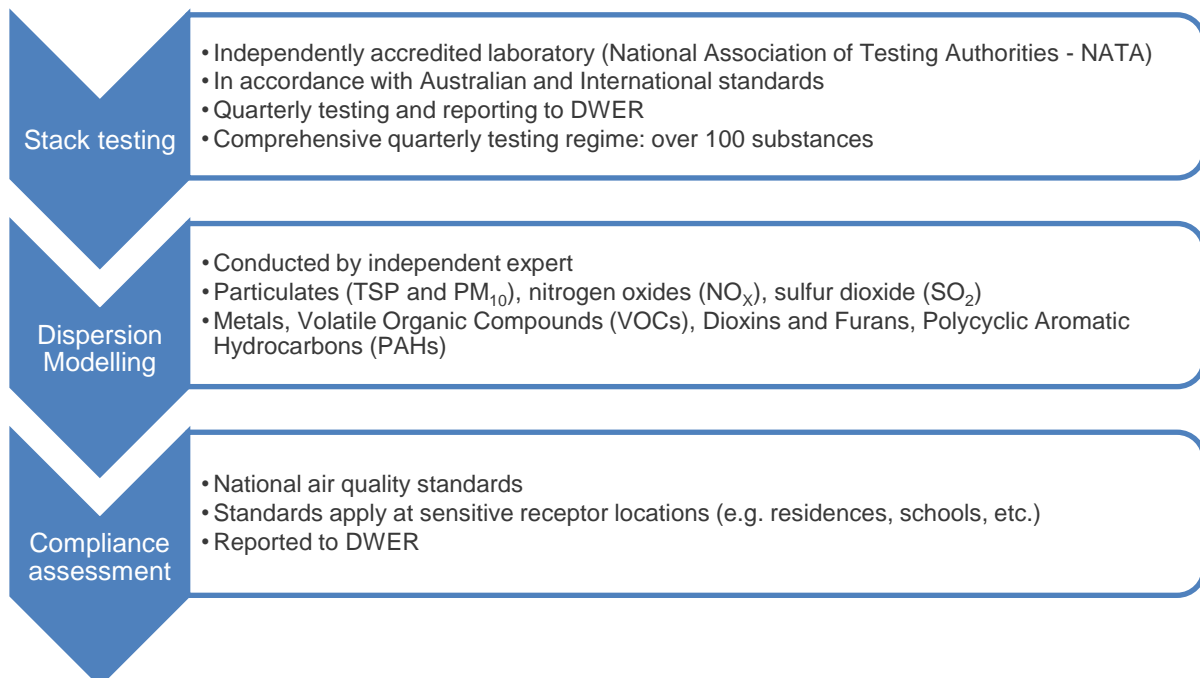 Stack testing
• Independently accredited laboratory (National Association of Testing Authorities - NATA)
• In accordance with Australian and International standards
• Quarterly testing and reporting to DWER
• Comprehensive quarterly testing regime: over 100 substances
Dispersion
Modelling
• Conducted by independent expert
• Particulates (TSP and PM₁₀), nitrogen oxides (NOₓ), sulfur dioxide (SO₂)
• Metals, Volatile Organic Compounds (VOCs), Dioxins and Furans, Polycyclic Aromatic
Hydrocarbons (PAHs)
Compliance
assessment
• National air quality standards
• Standards apply at sensitive receptor locations (e.g. residences, schools, etc.)
• Reported to DWER